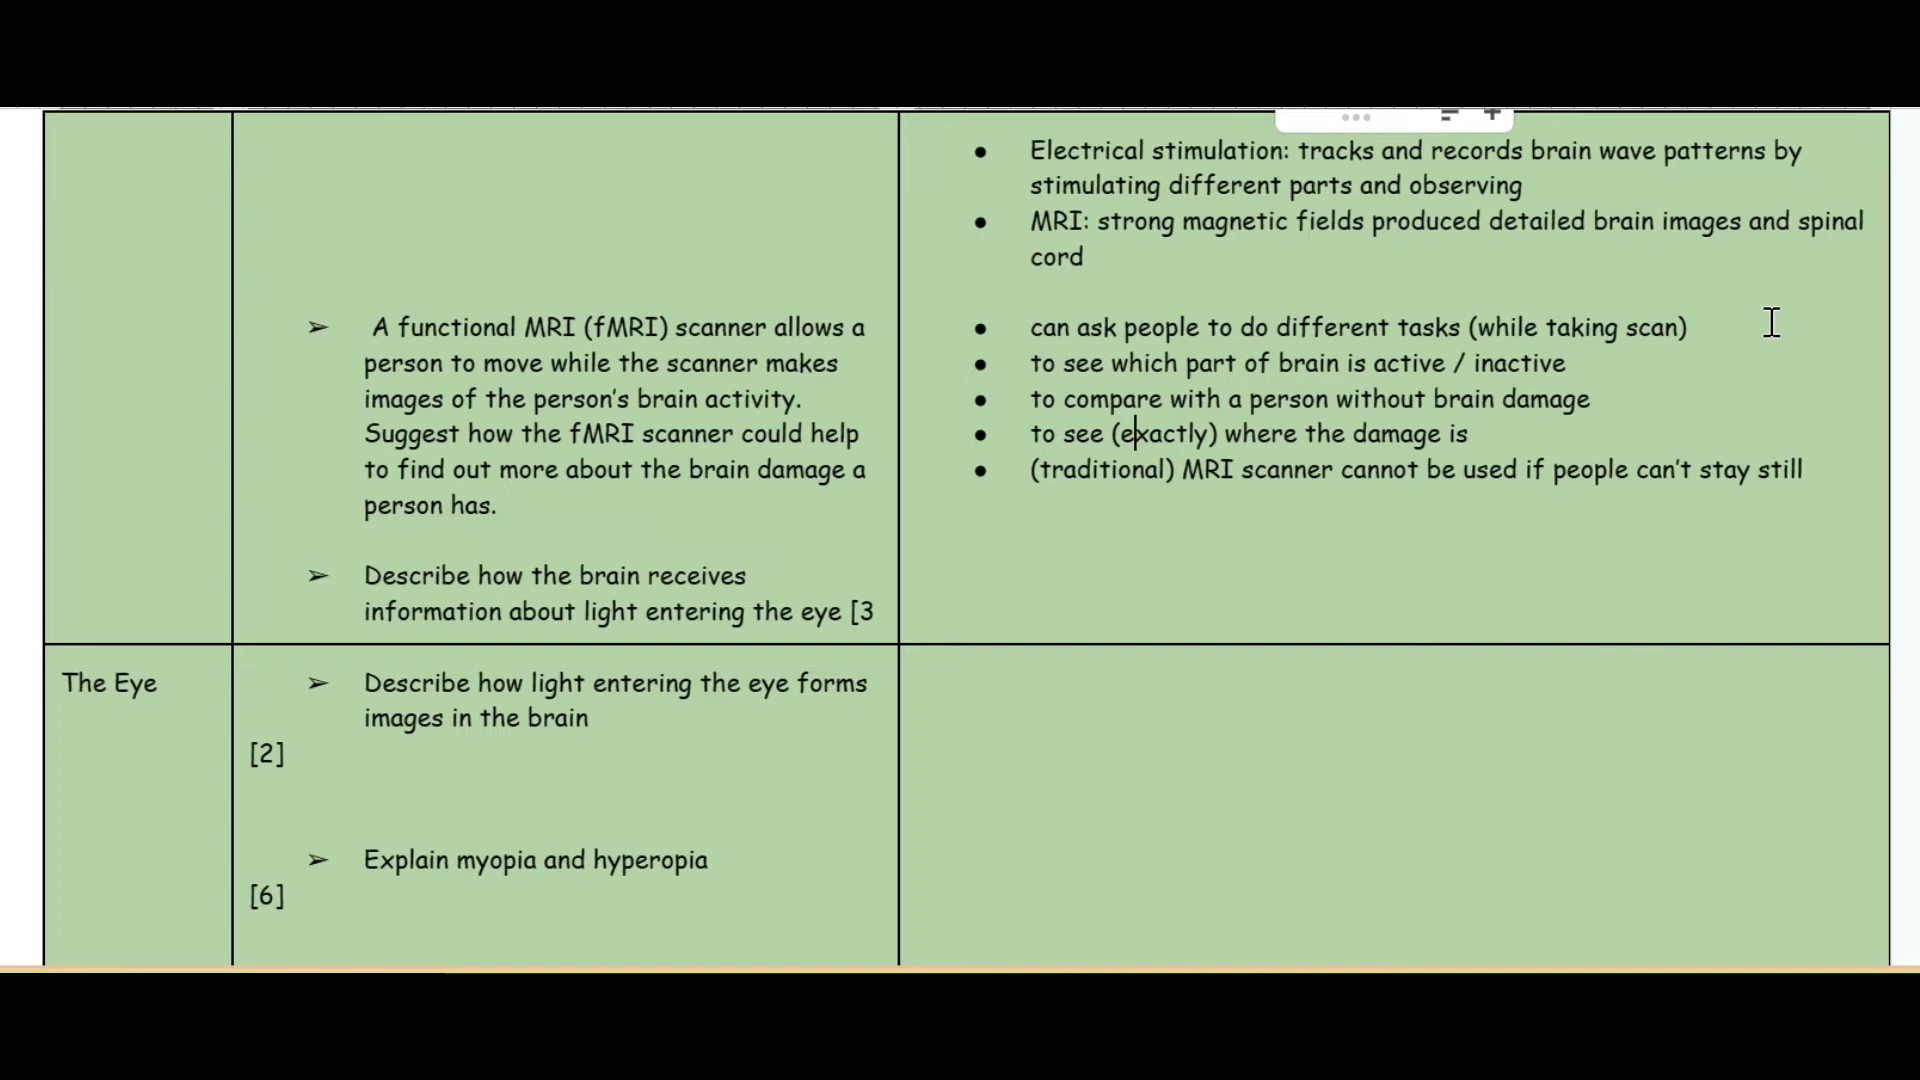 Electrical stimulation: tracks and records brain wave patterns by
stimulating different parts and observing
MRI: strong magnetic fields produced detailed brain images and spinal
cord
A functional MRI (fMRI) scanner allows a
person to move while the scanner makes
images of the person's brain activity.
Suggest how the fMRI scanner could help
to find out more about the brain damage a
person has.
can ask people to do different tasks (while taking scan)
to see which part of brain is active / inactive
to compare with a person without brain damage
to see (exactly) where the damage is
(traditional) MRI scanner cannot be used if people can't stay still
Describe how the brain receives
information about light entering the eye [3
The Eye
Describe how light entering the eye forms
images in the brain
[2]
Explain myopia and hyperopia
[6]